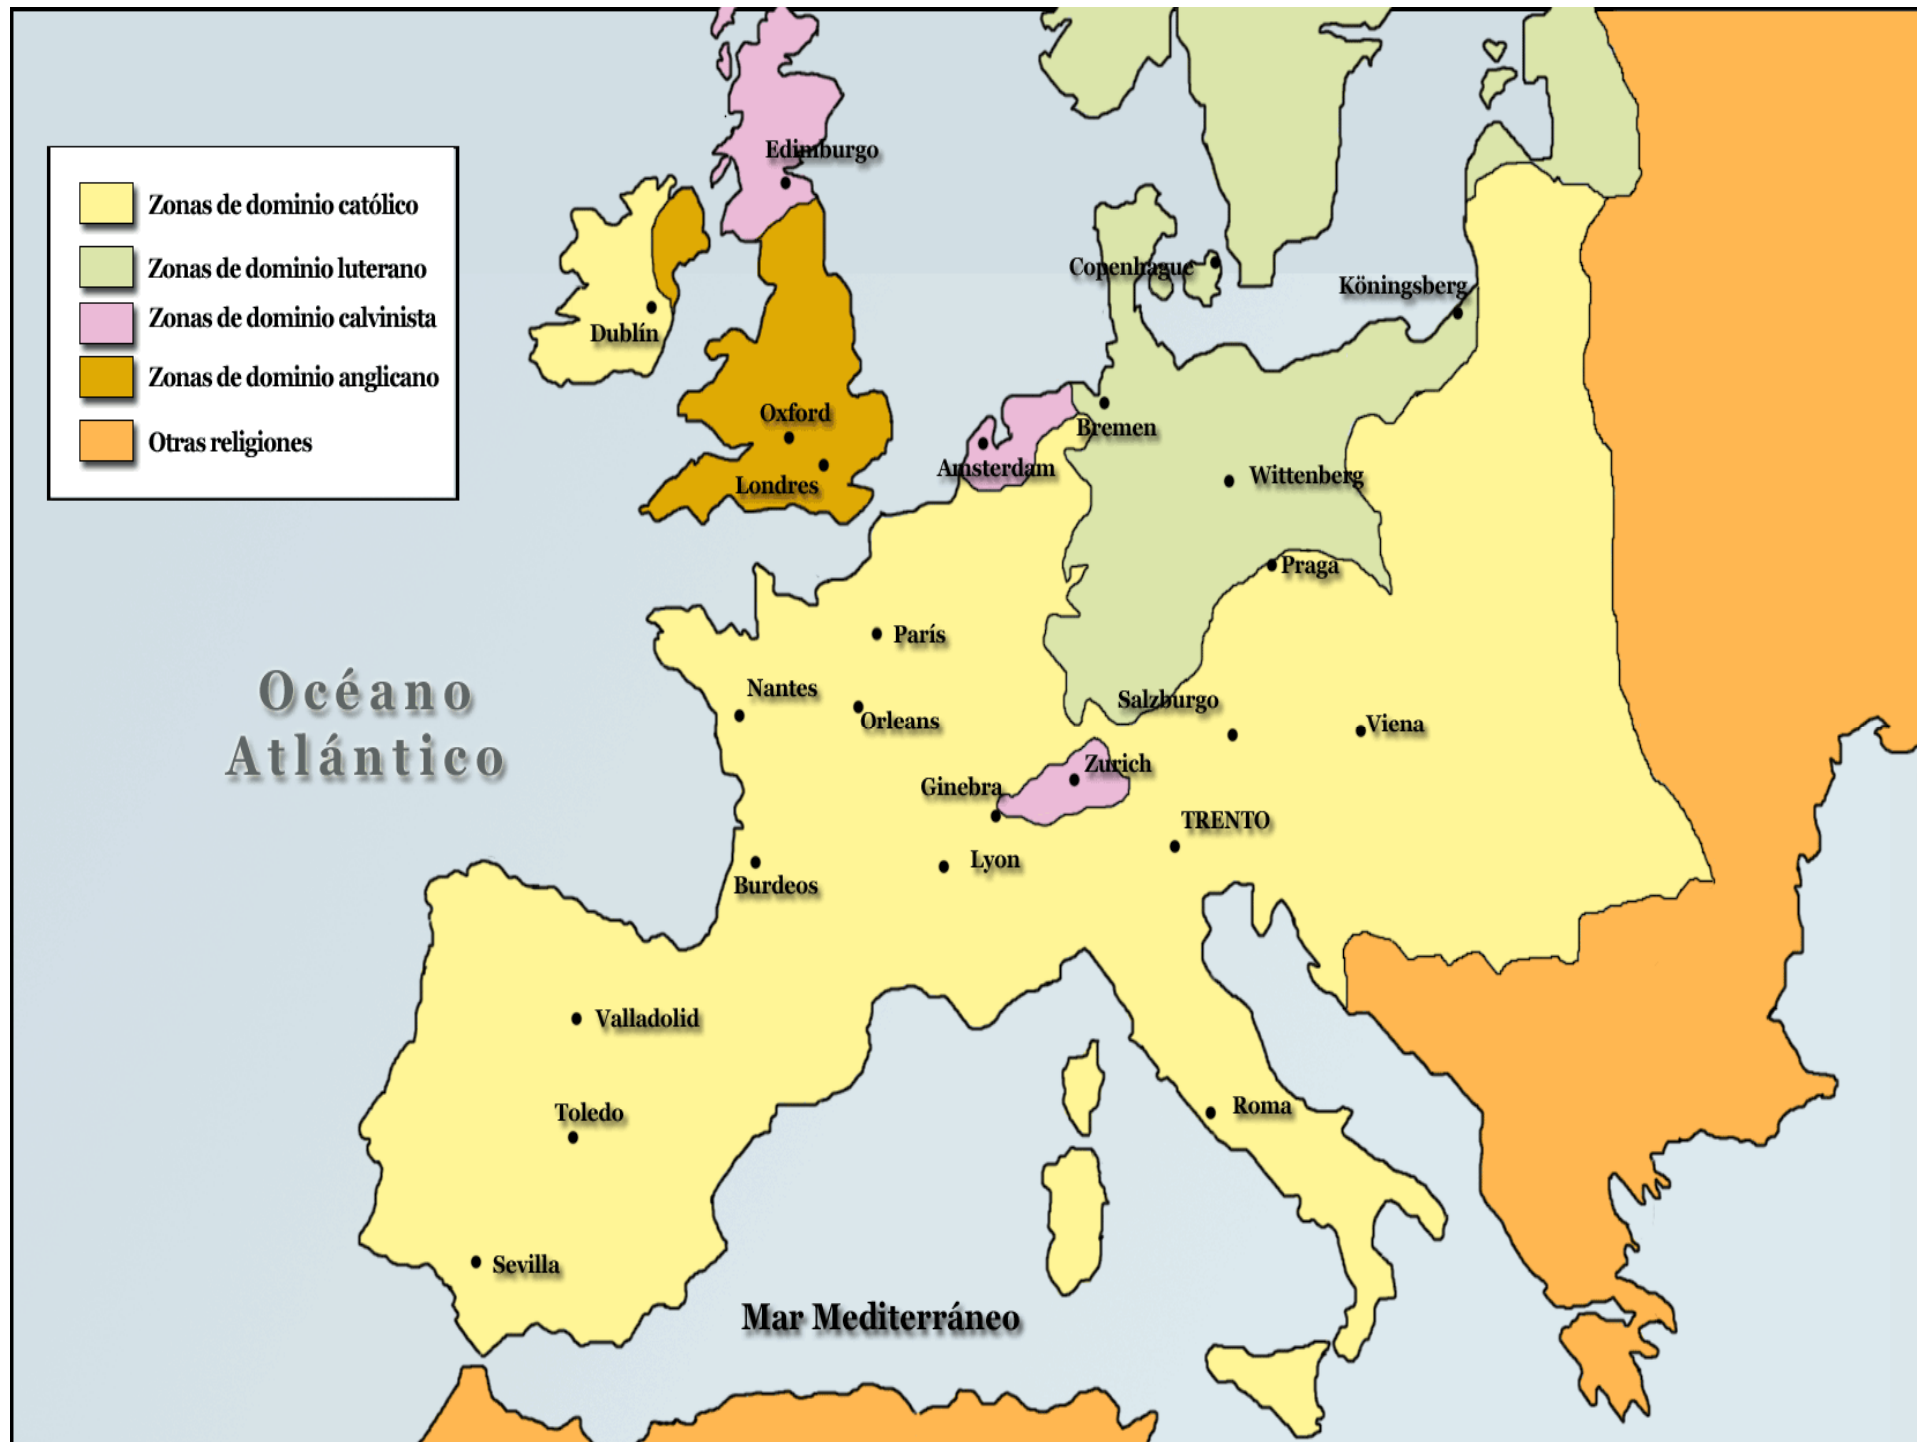 Edimburgo
Zonas de dominio católico
Zonas de dominio luterano
Zonas de dominio calvinista
Zonas de dominio anglicano
Otras religiones
Copenhague
Köningsberg
Dublín
Oxford
Londres
Amsterdam
Bremen
Wittenberg
Praga
París
Nantes
Orleans
Océano
Atlántico
Salzburgo
Viena
Zurich
Ginebra
TRENTO
Lyon
Burdeos
Valladolid
Toledo
Roma
Sevilla
Mar Mediterráneo